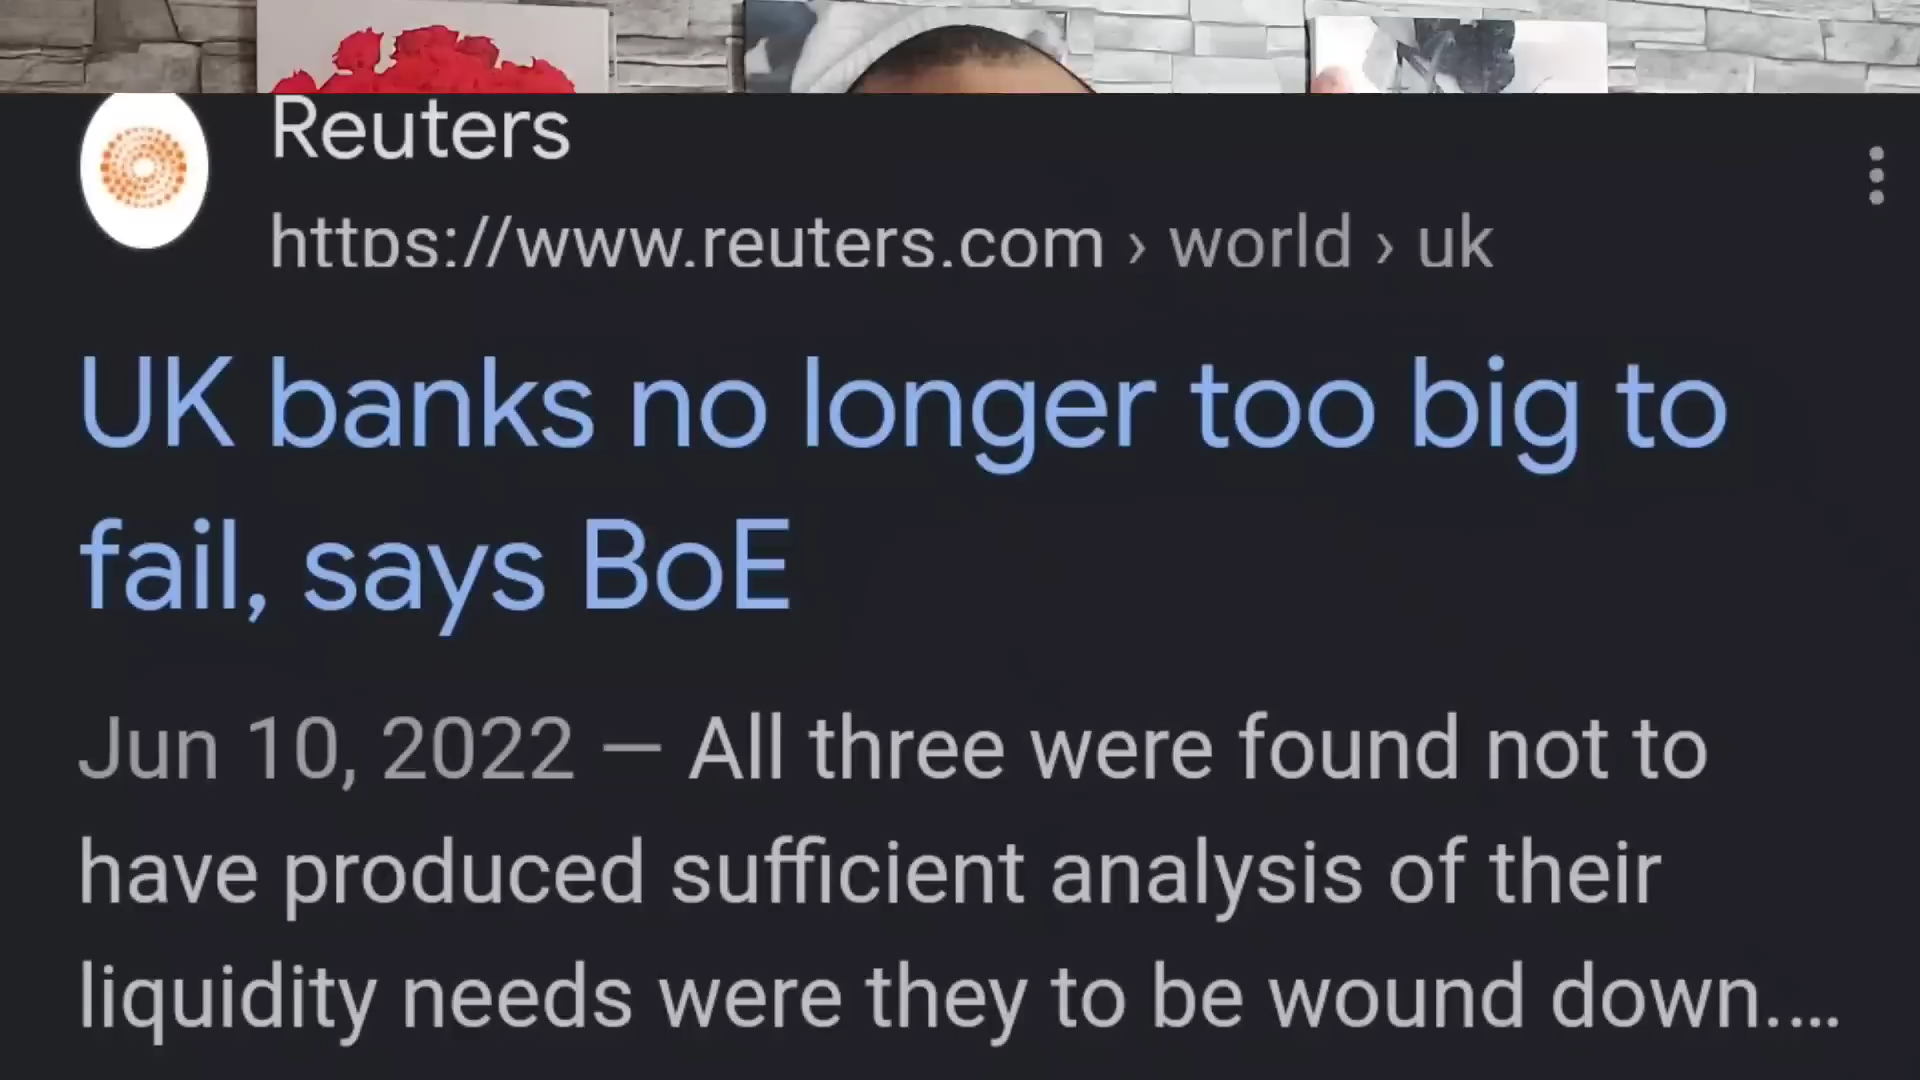 Reuters
https://www.reuters.com › world › uk
UK banks no longer too big to
fail, says BoE
Jun 10, 2022 — All three were found not to
have produced sufficient analysis of their
liquidity needs were they to be wound down....